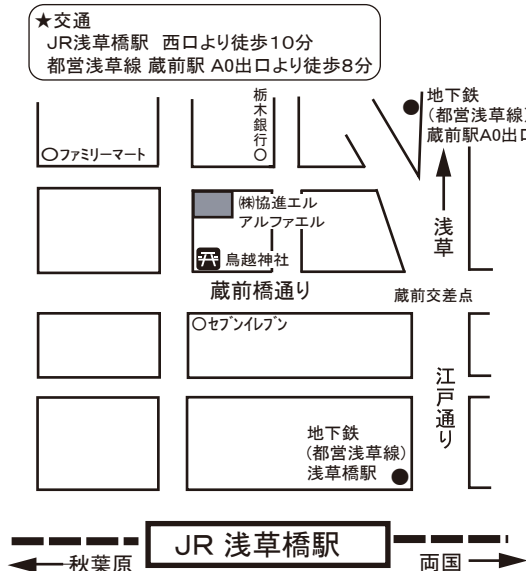 ★交通
JR浅草橋駅 西口より徒歩10分
都営浅草線 蔵前駅 A0出口より徒歩8分
栃木銀行
地下鉄
(都営浅草線)
蔵前駅A0出口
ファミリーマート
㈱協進エル
アルファエル
浅草
鳥越神社
蔵前橋通り
蔵前交差点
セブンイレブン
江戸通り
地下鉄
(都営浅草線)
浅草橋駅
JR 浅草橋駅
秋葉原
両国